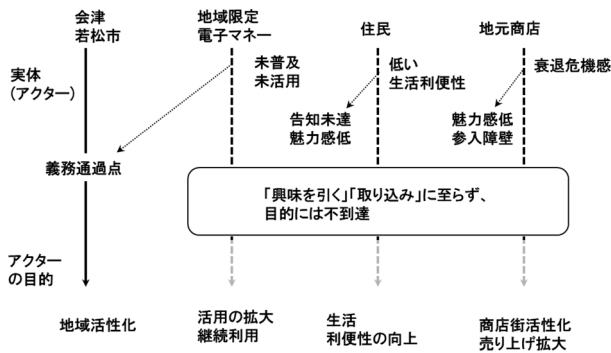 会津
若松市
地域限定
電子マネー
住民
地元商店
実体
(アクター)
未普及
未活用
低い
生活利便性
衰退危機感
告知未達
魅力感低
魅力感低
参入障壁
義務通過点
「興味を引く」「取り込み」に至らず、
目的には不到達
アクター
の目的
地域活性化
活用の拡大
継続利用
生活
利便性の向上
商店街活性化
売り上げ拡大